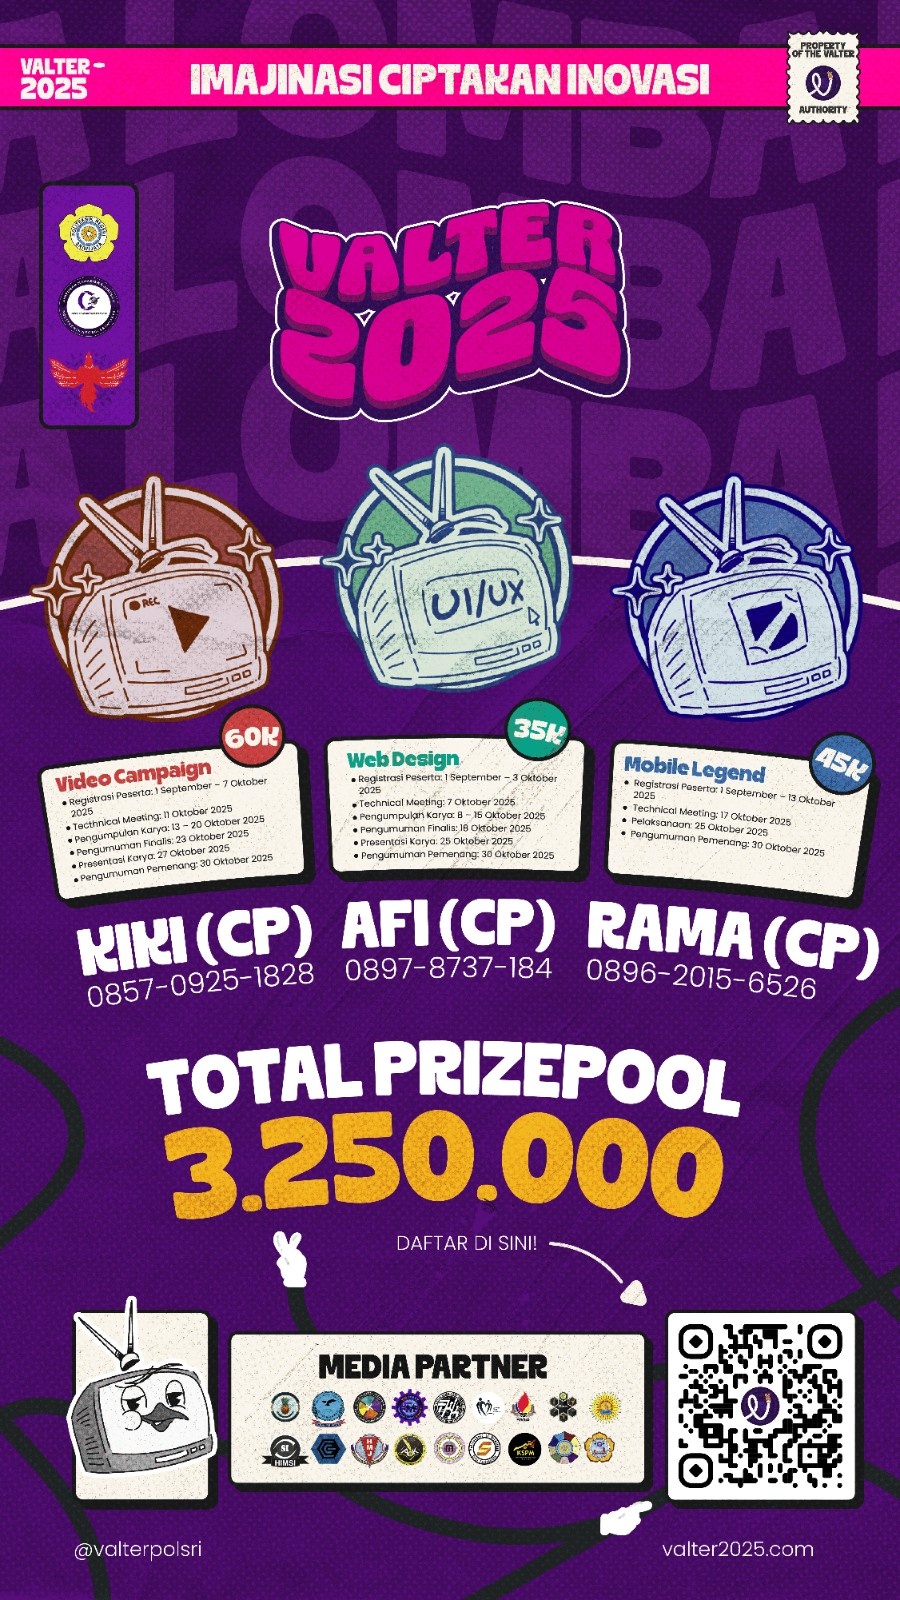 VALTER
2025
IMAJINASI CIPTAKAN INOVASI
PROPERTY
OF THE VALTER
AUTHORITY
VALTER
2025
REC
UI/UX
60K
Video Campaign
• Registrasi Peserta: 1 September – 7 Oktober
2025
• Tecthnical Meeting: 11 Oktober 2025
• Pengumpulan Karya: 13 – 20 Oktober 2025
• Pengumuman Finalis: 23 Oktober 2025
• Presentasi Karya: 27 Oktober 2025
• Pengumuman Pemenang: 30 Oktober 2025
35K
Web Design
• Registrasi Peserta: 1 September – 3 Oktober
2025
• Technical Meeting: 7 Oktober 2025
• Pengumpulan Karya: 8 – 15 Oktober 2025
• Pengumuman Finalis: 18 Oktober 2025
• Presentasi Karya: 25 Oktober 2025
• Pengumuman Pemenang: 30 Oktober 2025
45K
Mobile Legend
• Registrasi Peserta: 1 September – 13 Oktober
2025
• Technical Meeting: 17 Oktober 2025
• Pelaksanaan: 25 Oktober 2025
• Pengumuman Pemenang: 30 Oktober 2025
KIKI (CP)
0857-0925-1828
AFI (CP)
0897-8737-184
RAMA (CP)
0896-2015-6526
TOTAL PRIZEPOOL
3.250.000
DAFTAR DI SINI!
MEDIA PARTNER
HIMSI
KSPM
@valterpolsri
valter2025.com